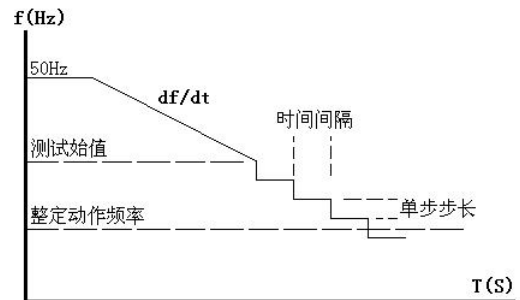 f(Hz)
50Hz
df/dt
时间间隔
测试始值
单步步长
整定动作频率
T(S)